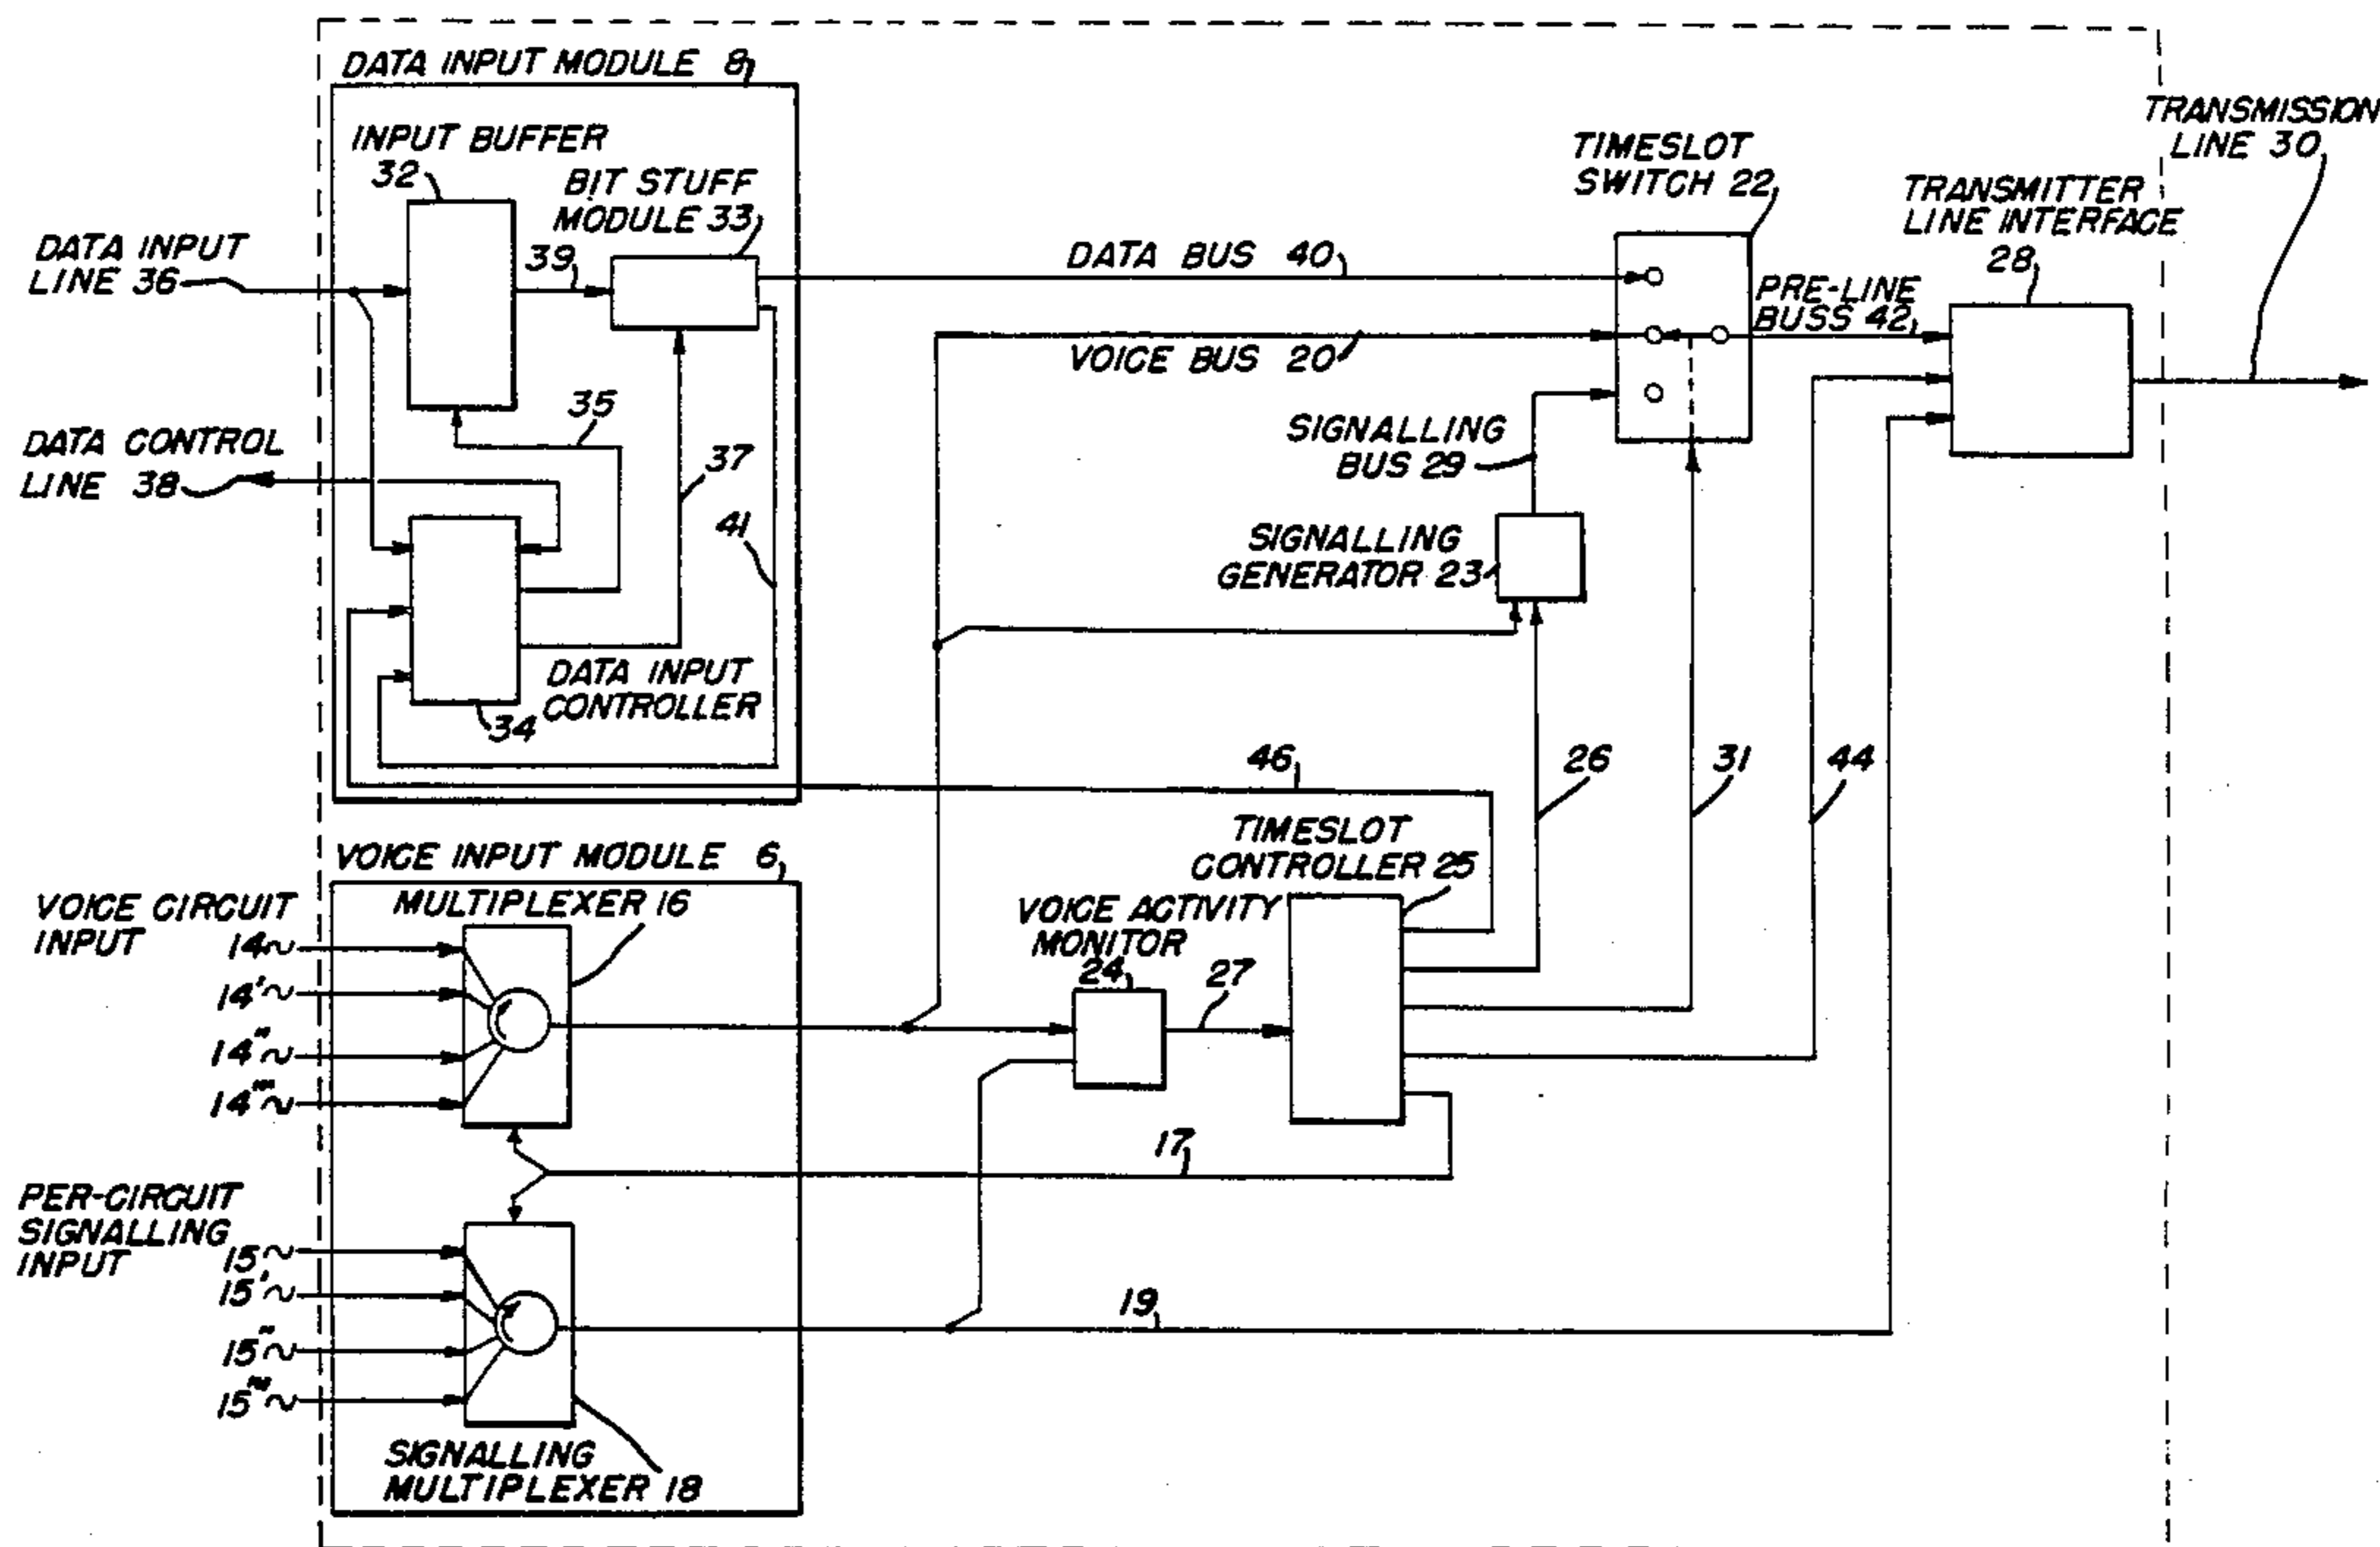 DATA INPUT MODULE 8
INPUT BUFFER
32
BIT STUFF
MODULE 33
DATA INPUT
LINE 36
39
DATA BUS 40
TIMESLOT
SWITCH 22
TRANSMISSION
LINE 30
TRANSMITTER
LINE INTERFACE
28
PRE-LINE
BUSS 42
VOICE BUS 20
35
DATA CONTROL
LINE 38
37
41
SIGNALLING
BUS 29
SIGNALLING
GENERATOR 23
DATA INPUT
CONTROLLER
34
46
26
31
44
TIMESLOT
CONTROLLER 25
VOICE INPUT MODULE 6
MULTIPLEXER 16
VOICE CIRCUIT
INPUT
14
14'
14"
14'''
VOICE ACTIVITY
MONITOR
24
27
17
PER-CIRCUIT
SIGNALLING
INPUT
15
15'
15"
15'''
19
SIGNALLING
MULTIPLEXER 18